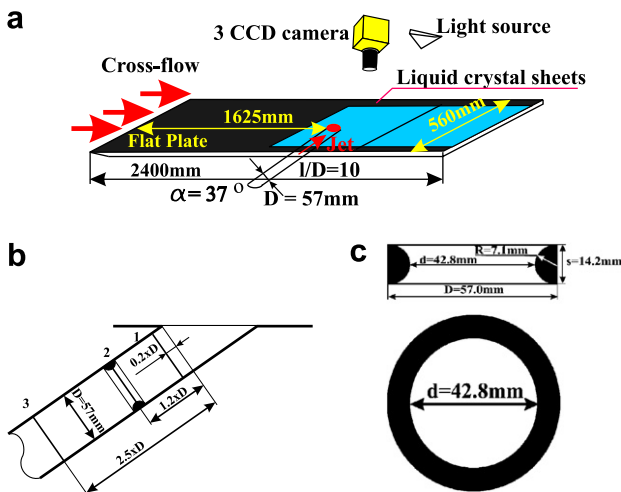 a
3 CCD camera
Light source
Cross-flow
Liquid crystal sheets
1625mm
560mm
Flat Plate
Jet
2400mm
l/D=10
α=37 o
D = 57mm
b
1
2
3
0.2xD
D=57mm
1.2xD
2.5xD
c
R=7.1mm
d=42.8mm
s=14.2mm
D=57.0mm
d=42.8mm